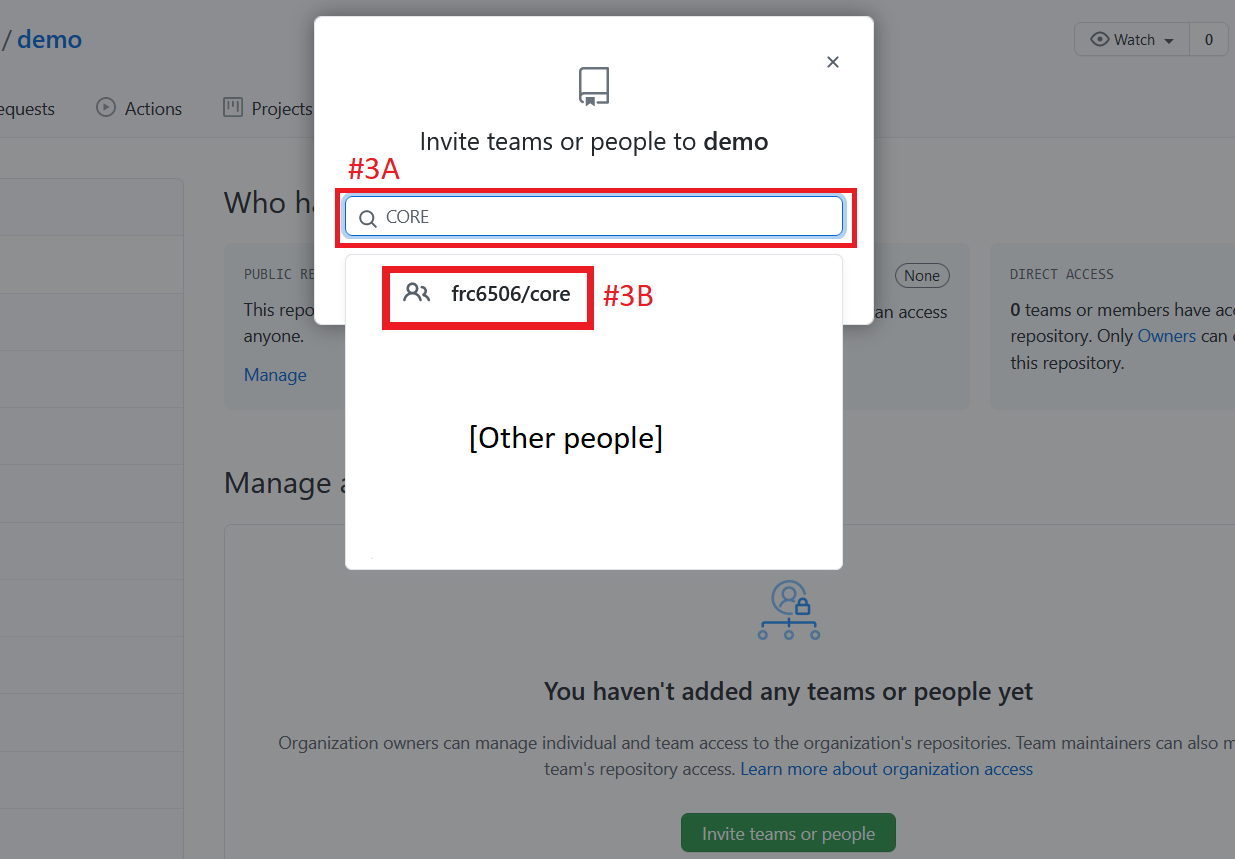 / demo
Watch
0
equests
Actions
Projects
Invite teams or people to demo
#3A
CORE
frc6506/core
#3B
[Other people]
Who ha
PUBLIC RE
This repo
anyone.
Manage
None
an access
DIRECT ACCESS
0 teams or members have acc
repository. Only Owners can
this repository.
Manage a
You haven't added any teams or people yet
Organization owners can manage individual and team access to the organization's repositories. Team maintainers can also m
team's repository access. Learn more about organization access
Invite teams or people